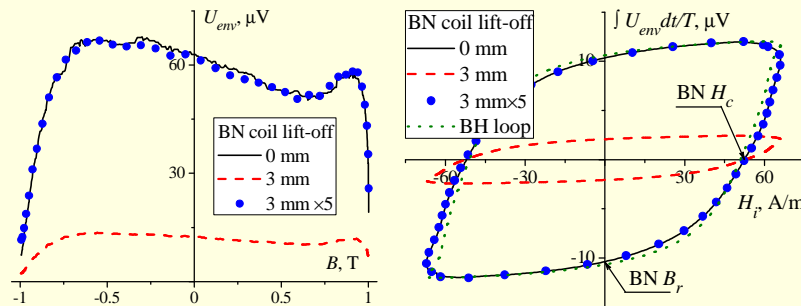 U_env, μV
60
30
BN coil lift-off
0 mm
3 mm
3 mm×5
B, T
-1
-0.5
0
0.5
1
BN coil lift-off
0 mm
3 mm
3 mm×5
BH loop
∫ U_env dt/T, μV
10
BN H_c
-60
-30
30
60
H_i, A/m
-10
BN B_r